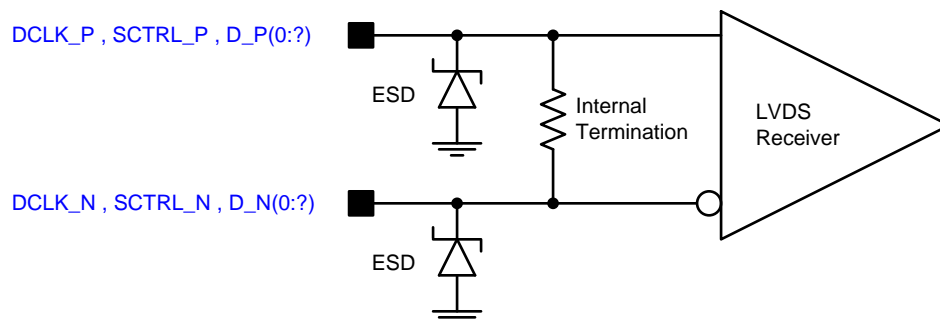 DCLK_P , SCTRL_P , D_P(0:?)
ESD
Internal
Termination
LVDS
Receiver
DCLK_N , SCTRL_N , D_N(0:?)
ESD